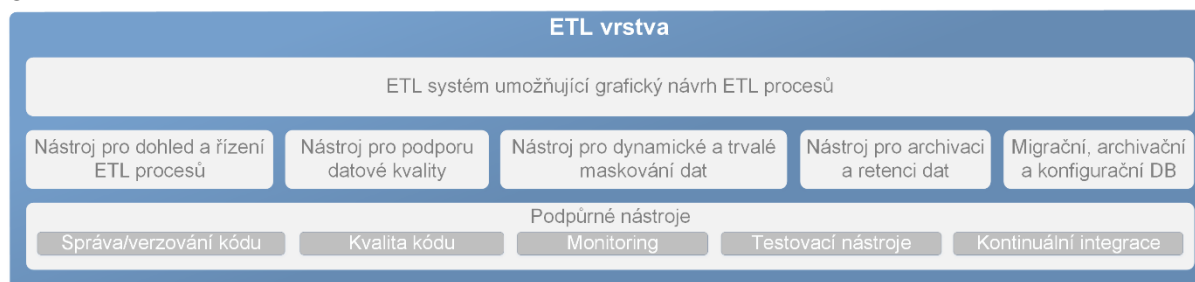 ETL vrstva
ETL systém umožňující grafický návrh ETL procesů
Nástroj pro dohled a řízení
ETL procesů
Nástroj pro podporu
datové kvality
Nástroj pro dynamické a trvalé
maskování dat
Nástroj pro archivaci
a retenci dat
Migrační, archivační
a konfigurační DB
Podpůrné nástroje
Správa/verzování kódu
Kvalita kódu
Monitoring
Testovací nástroje
Kontinuální integrace